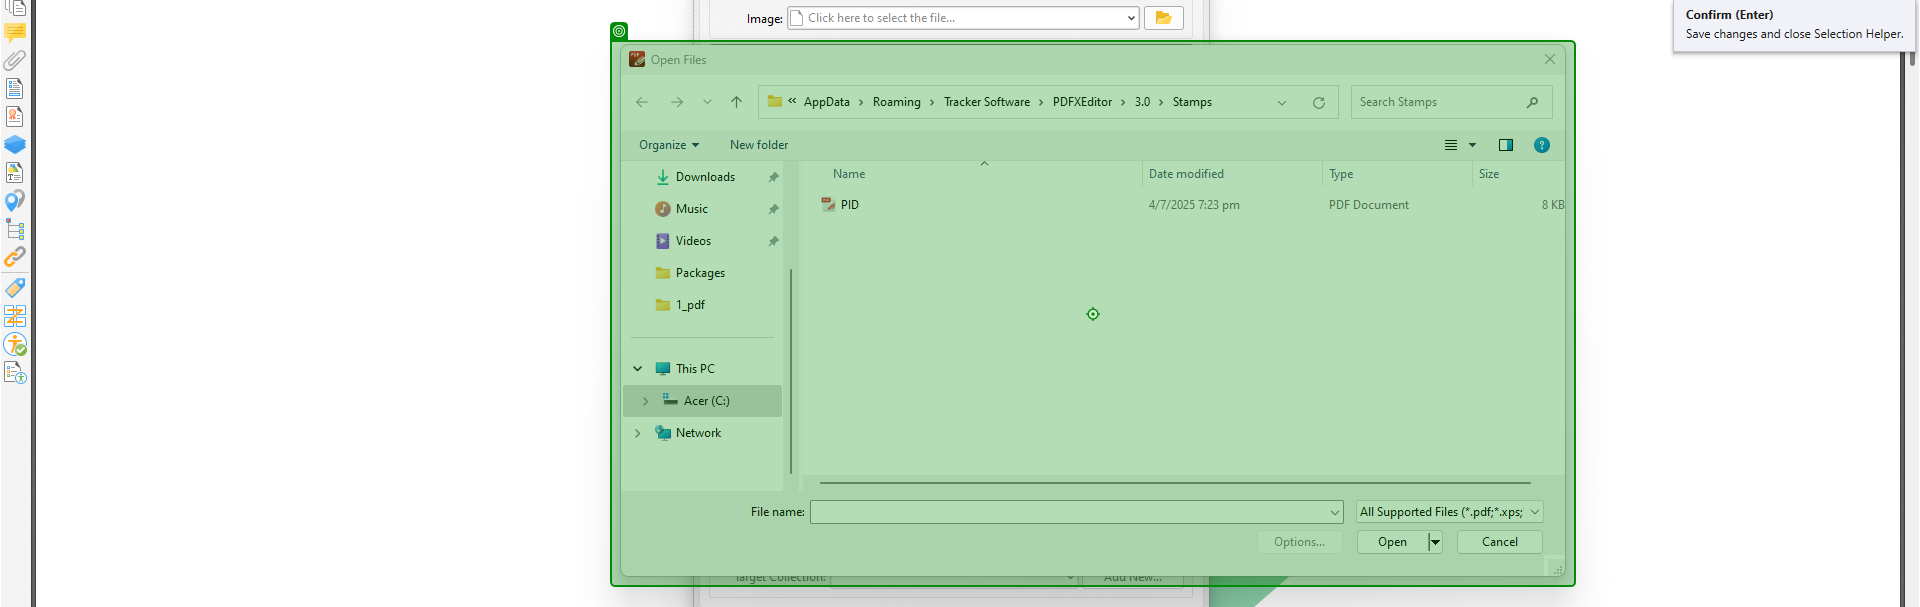 Image: Click here to select the file...
Confirm (Enter)
Save changes and close Selection Helper.
Open Files
« AppData > Roaming > Tracker Software > PDFXEditor > 3.0 > Stamps
Search Stamps
Organize
New folder
Downloads
Music
Videos
Packages
1_pdf
This PC
Acer (C:)
Network
Name Date modified Type Size
PID 4/7/2025 7:23 pm PDF Document 8 KB
File name:
All Supported Files (*.pdf;*.xps;
Options... Open Cancel
Target Collection: Add New...